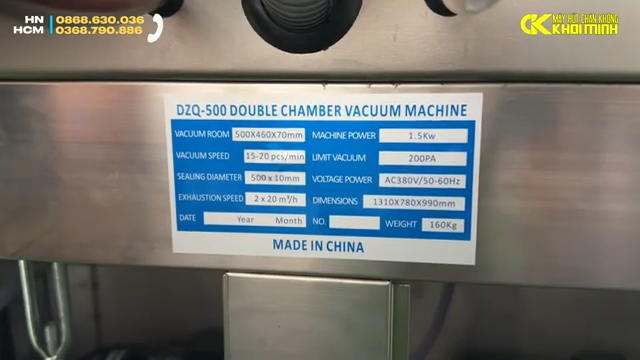 HN 0868.630.036
HCM 0368.790.886
MÁY HÚT CHÂN KHÔNG
KHÔI MINH
DZQ-500 DOUBLE CHAMBER VACUUM MACHINE
VACUUM ROOM 500X460X70mm MACHINE POWER 1.5Kw
VACUUM SPEED 15-20 pcs/min LIMIT VACUUM 200PA
SEALING DIAMETER 500 x 10mm VOLTAGE POWER AC380V/50-60Hz
EXHAUSTION SPEED 2 x 20 m³/h DIMENSIONS 1310X780X990mm
DATE Year Month NO. WEIGHT 160Kg
MADE IN CHINA